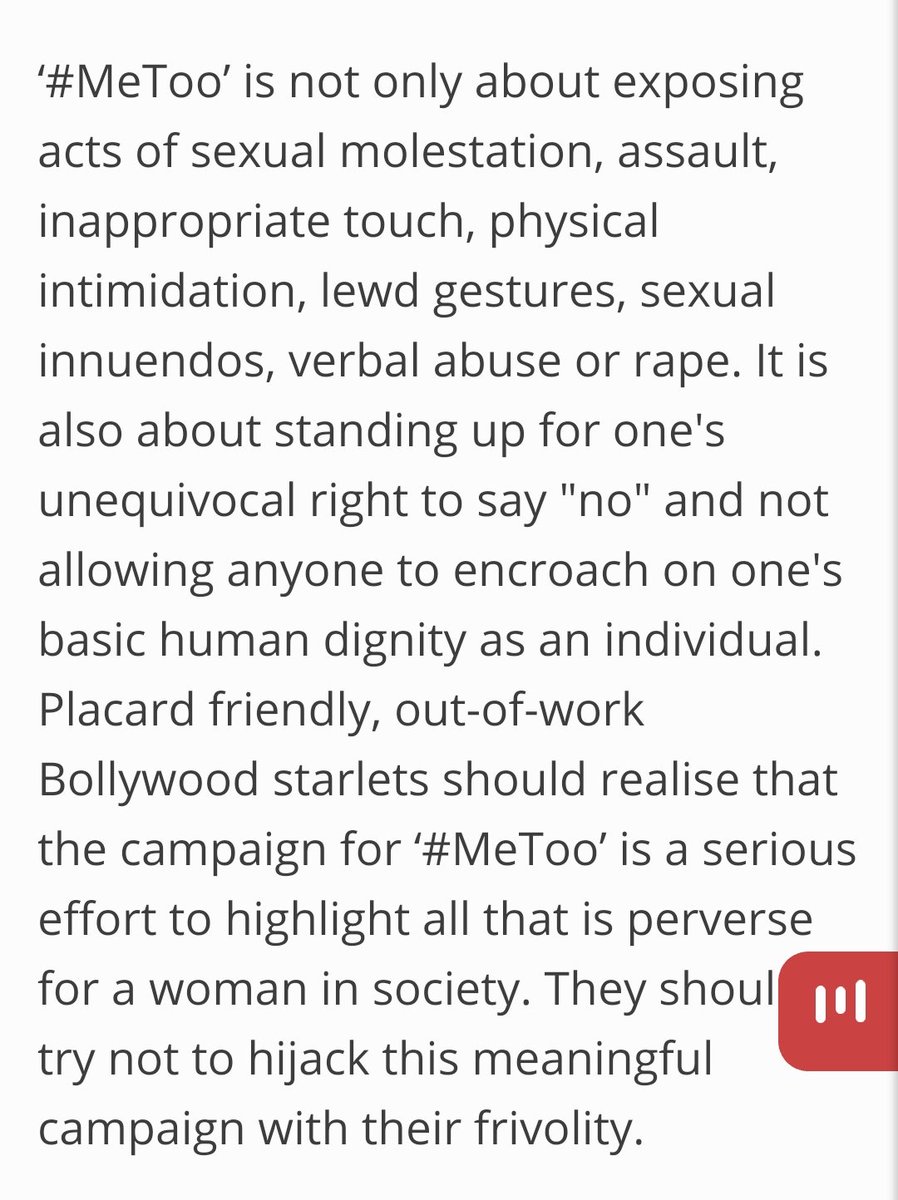 ‘#MeToo’ is not only about exposing
acts of sexual molestation, assault,
inappropriate touch, physical
intimidation, lewd gestures, sexual
innuendos, verbal abuse or rape. It is
also about standing up for one's
unequivocal right to say "no" and not
allowing anyone to encroach on one's
basic human dignity as an individual.
Placard friendly, out-of-work
Bollywood starlets should realise that
the campaign for ‘#MeToo’ is a serious
effort to highlight all that is perverse
for a woman in society. They shoul
try not to hijack this meaningful
campaign with their frivolity.